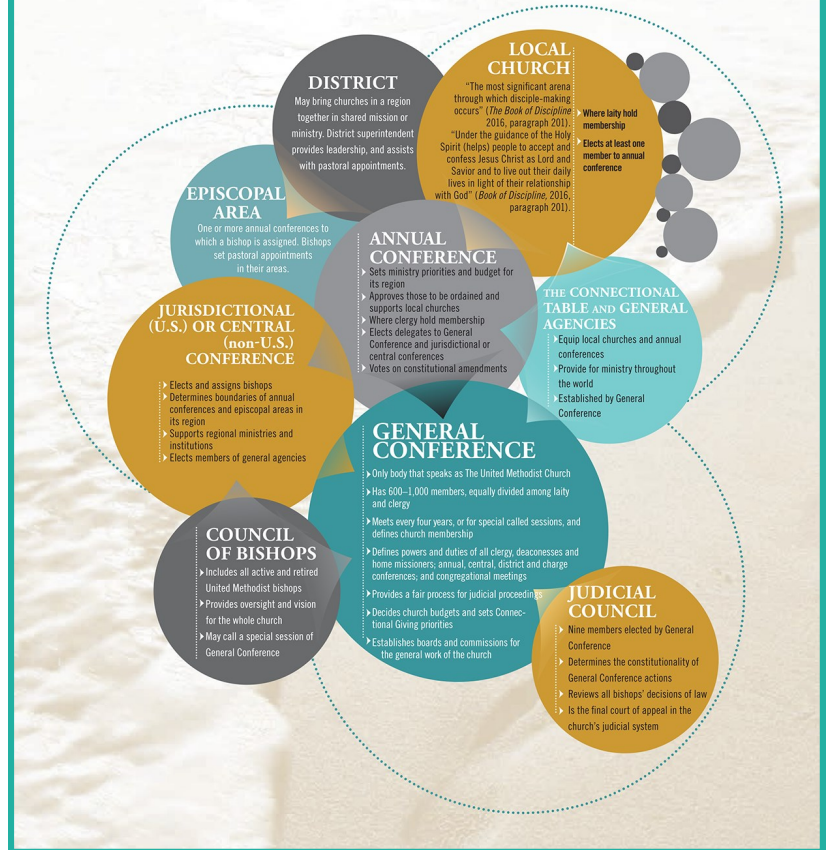 DISTRICT
May bring churches in a region
together in shared mission or
ministry. District superintendent
provides leadership, and assists
with pastoral appointments.
LOCAL
CHURCH
“The most significant arena
through which disciple-making
occurs” (The Book of Discipline
2016, paragraph 201).
“Under the guidance of the Holy
Spirit (helps) people to accept and
confess Jesus Christ as Lord and
Savior and to live out their daily
lives in light of their relationship
with God” (Book of Discipline, 2016,
paragraph 201).
Where laity hold
membership
Elects at least one
member to annual
conference
EPISCOPAL
AREA
One or more annual conferences to
which a bishop is assigned. Bishops
set pastoral appointments
in their areas.
ANNUAL
CONFERENCE
Sets ministry priorities and budget for
its region
Approves those to be ordained and
supports local churches
Where clergy hold membership
Elects delegates to General
Conference and jurisdictional or
central conferences
Votes on constitutional amendments
THE CONNECTIONAL
TABLE AND GENERAL
AGENCIES
Equip local churches and annual
conferences
Provide for ministry throughout
the world
Established by General
Conference
JURISDICTIONAL
(U.S.) OR CENTRAL
(non-U.S.)
CONFERENCE
Elects and assigns bishops
Determines boundaries of annual
conferences and episcopal areas in
its region
Supports regional ministries and
institutions
Elects members of general agencies
GENERAL
CONFERENCE
Only body that speaks as The United Methodist Church
Has 600–1,000 members, equally divided among laity
and clergy
Meets every four years, or for special called sessions, and
defines church membership
Defines powers and duties of all clergy, deaconesses and
home missioners; annual, central, district and charge
conferences; and congregational meetings
Provides a fair process for judicial proceedings
Decides church budgets and sets Connec-
tional Giving priorities
Establishes boards and commissions for
the general work of the church
COUNCIL
OF BISHOPS
Includes all active and retired
United Methodist bishops
Provides oversight and vision
for the whole church
May call a special session of
General Conference
JUDICIAL
COUNCIL
Nine members elected by General
Conference
Determines the constitutionality of
General Conference actions
Reviews all bishops’ decisions of law
Is the final court of appeal in the
church’s judicial system